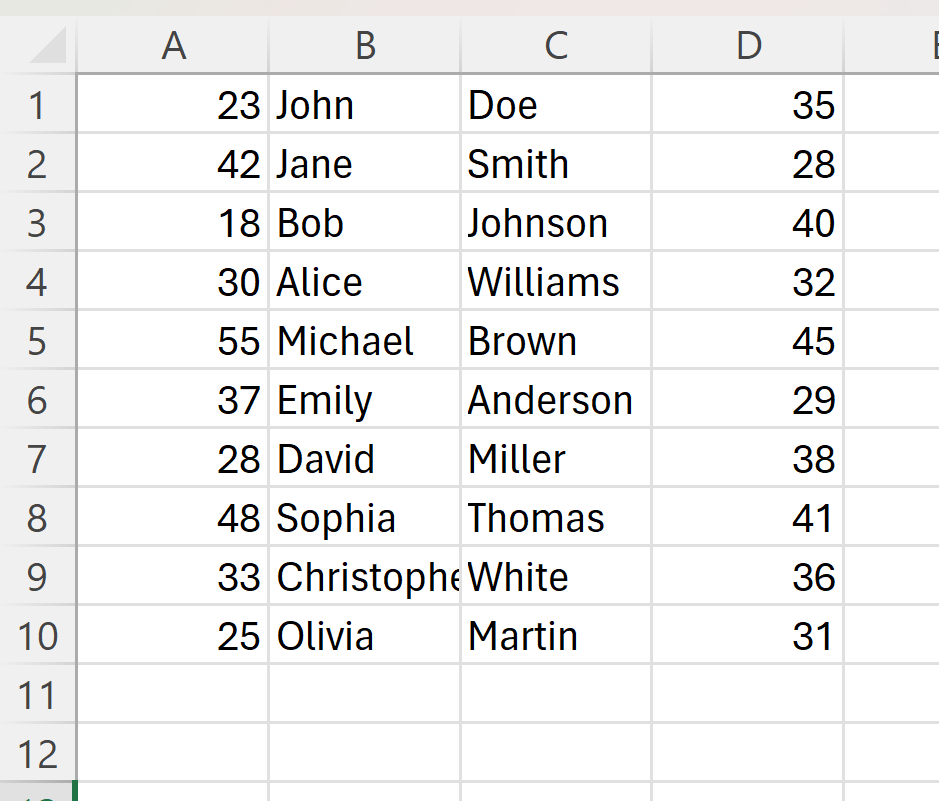 A B C D
1 23 John Doe 35
2 42 Jane Smith 28
3 18 Bob Johnson 40
4 30 Alice Williams 32
5 55 Michael Brown 45
6 37 Emily Anderson 29
7 28 David Miller 38
8 48 Sophia Thomas 41
9 33 Christophe White 36
10 25 Olivia Martin 31
11
12